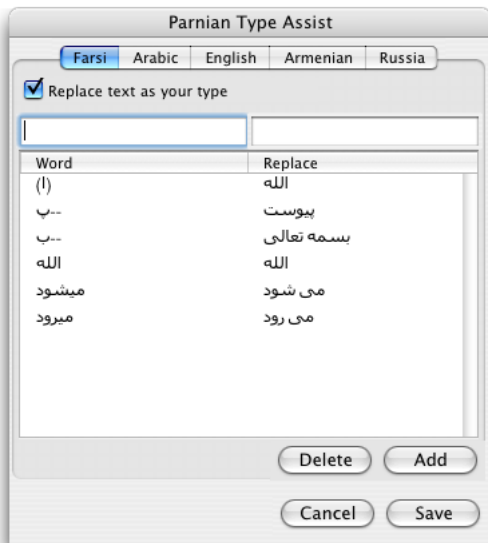 Parnian Type Assist
Farsi Arabic English Armenian Russia
Replace text as your type
Word Replace
(ا) الله
پ-- پیوست
ب-- بسمه تعالی
الله الله
میشود می شود
میرود می رود
Delete Add
Cancel Save